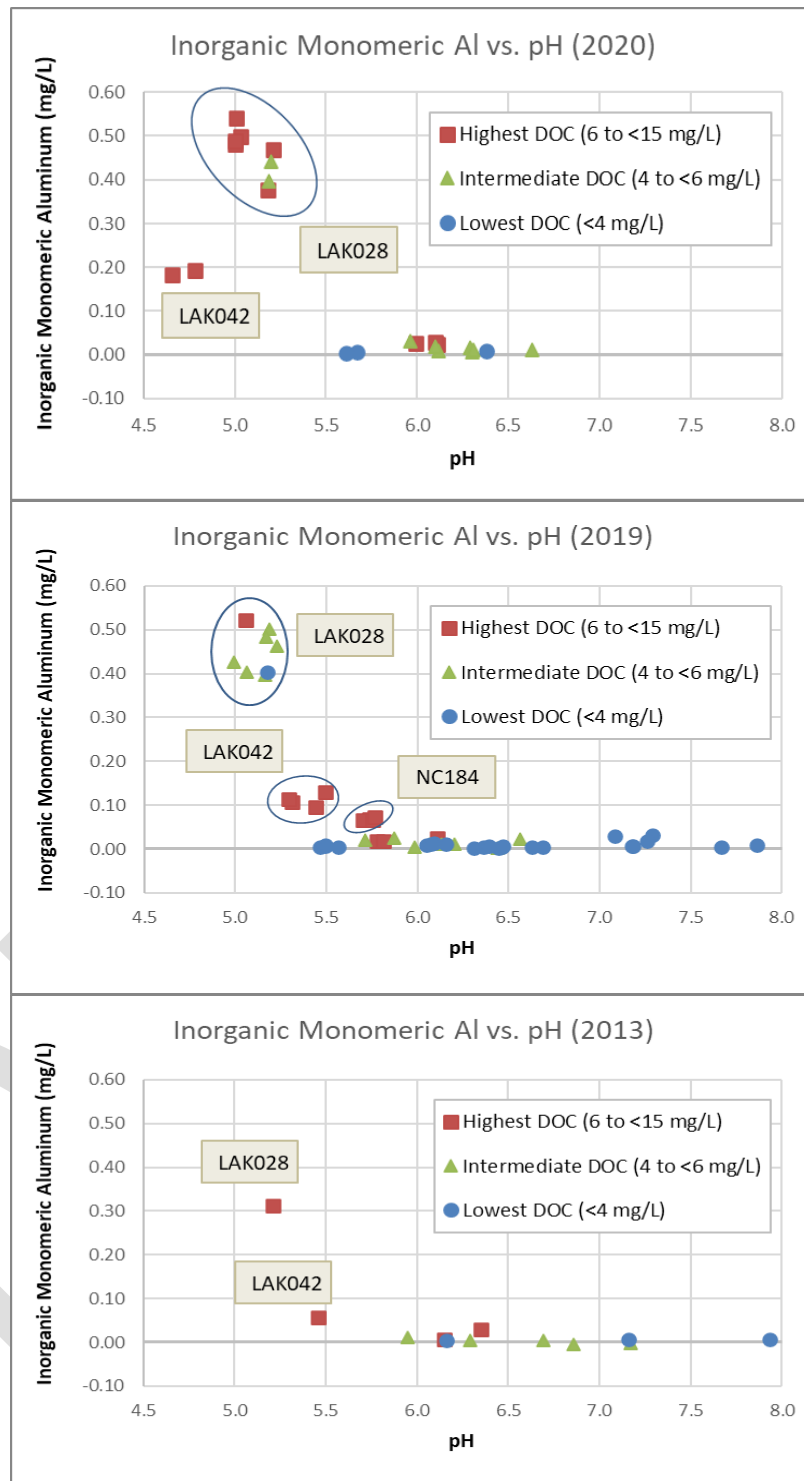 Inorganic Monomeric Al vs. pH (2020)
Inorganic Monomeric Aluminum (mg/L)
0.60
0.50
0.40
0.30
0.20
0.10
0.00
-0.10
Highest DOC (6 to <15 mg/L)
Intermediate DOC (4 to <6 mg/L)
Lowest DOC (<4 mg/L)
LAK028
LAK042
4.5 5.0 5.5 6.0 6.5 7.0 7.5 8.0
pH
Inorganic Monomeric Al vs. pH (2019)
Inorganic Monomeric Aluminum (mg/L)
0.60
0.50
0.40
0.30
0.20
0.10
0.00
-0.10
Highest DOC (6 to <15 mg/L)
Intermediate DOC (4 to <6 mg/L)
Lowest DOC (<4 mg/L)
LAK028
LAK042
NC184
4.5 5.0 5.5 6.0 6.5 7.0 7.5 8.0
pH
Inorganic Monomeric Al vs. pH (2013)
Inorganic Monomeric Aluminum (mg/L)
0.60
0.50
0.40
0.30
0.20
0.10
0.00
-0.10
Highest DOC (6 to <15 mg/L)
Intermediate DOC (4 to <6 mg/L)
Lowest DOC (<4 mg/L)
LAK028
LAK042
4.5 5.0 5.5 6.0 6.5 7.0 7.5 8.0
pH